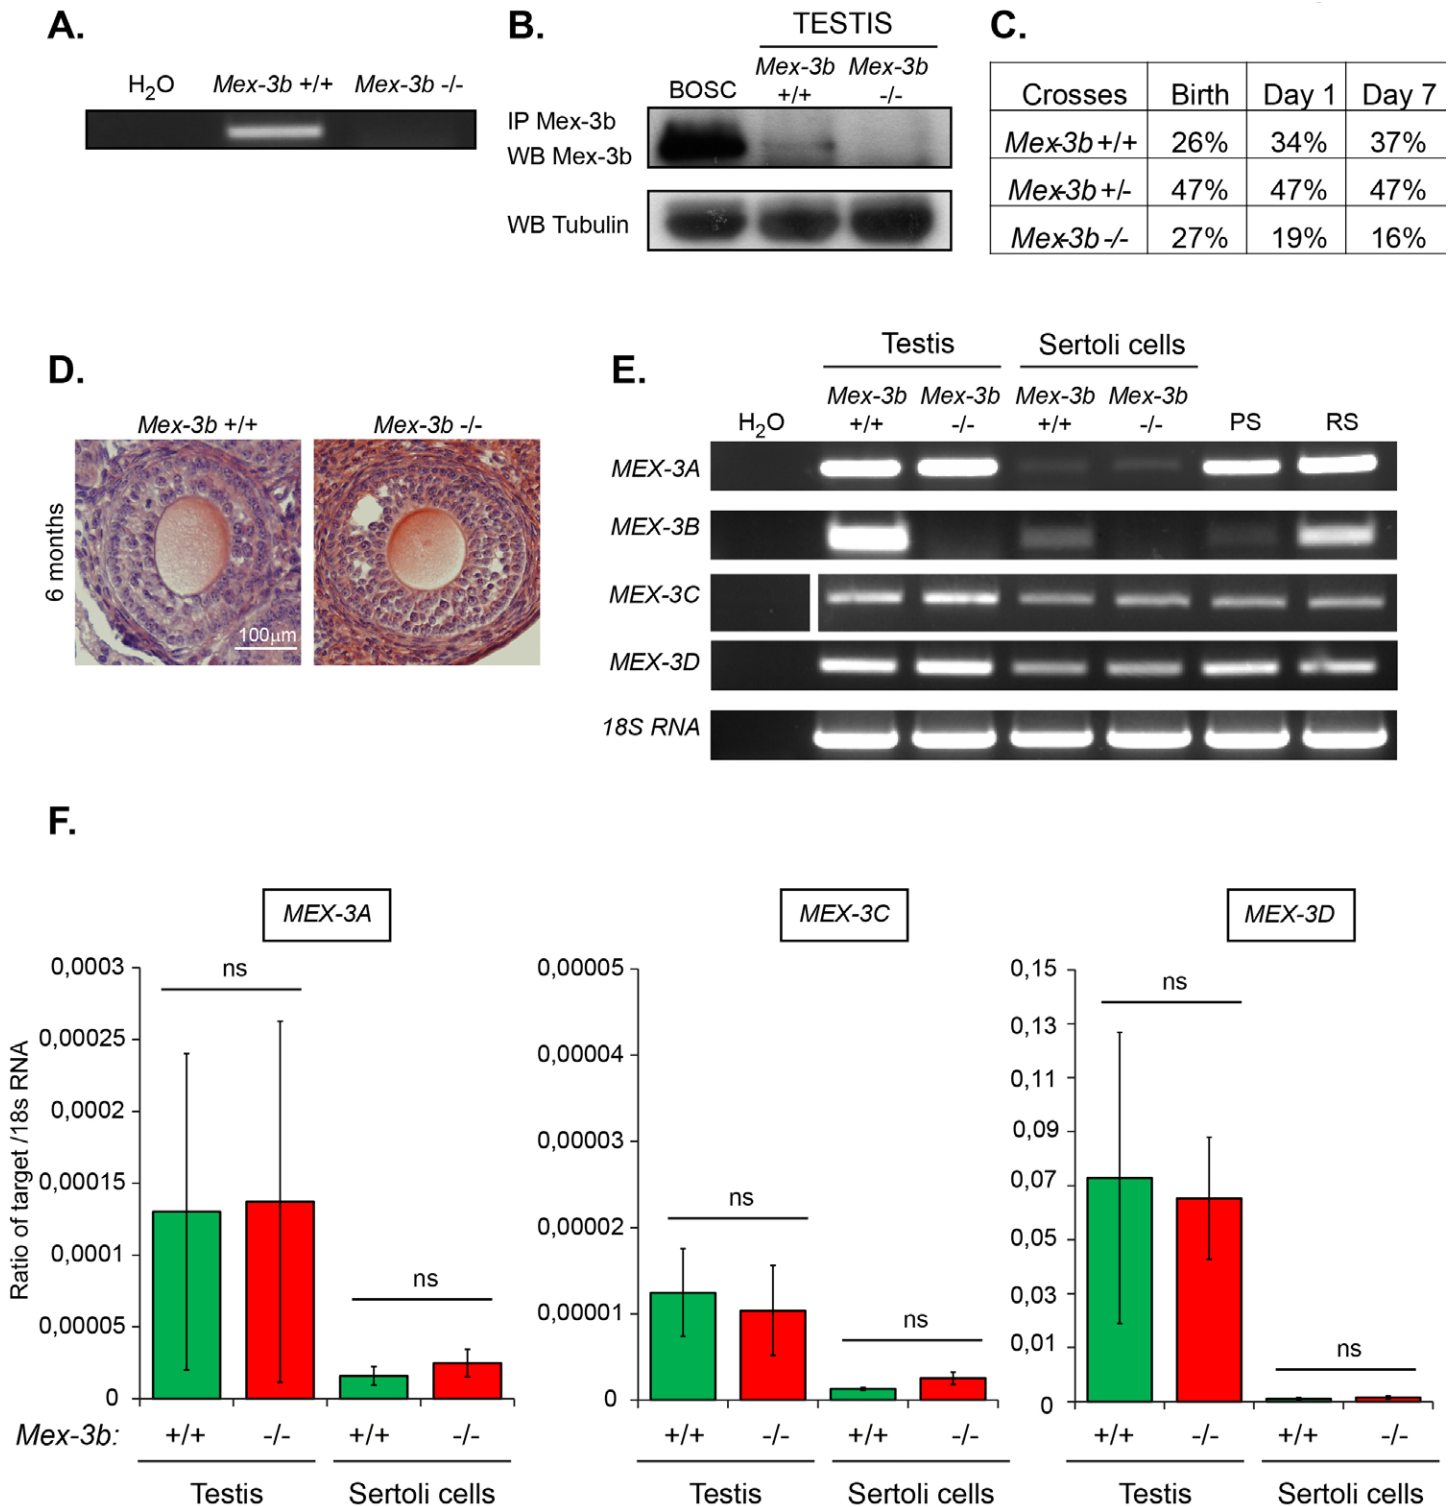 A.
H2O Mex-3b +/+ Mex-3b -/-
B.
TESTIS
BOSC Mex-3b +/+ Mex-3b -/-
IP Mex-3b
WB Mex-3b
WB Tubulin
C.
Crosses Birth Day 1 Day 7
Mex-3b +/+ 26% 34% 37%
Mex-3b +/- 47% 47% 47%
Mex-3b -/- 27% 19% 16%
D.
Mex-3b +/+ Mex-3b -/-
6 months
100µm
E.
Testis Sertoli cells
Mex-3b Mex-3b Mex-3b Mex-3b
H2O +/+ -/- +/+ -/- PS RS
MEX-3A
MEX-3B
MEX-3C
MEX-3D
18S RNA
F.
Ratio of target /18s RNA
MEX-3A
0,0003
0,00025
0,0002
0,00015
0,0001
0,00005
0
ns
ns
Mex-3b: +/+ -/- +/+ -/-
Testis Sertoli cells
MEX-3C
0,00005
0,00004
0,00003
0,00002
0,00001
0
ns
ns
+/+ -/- +/+ -/-
Testis Sertoli cells
MEX-3D
0,15
0,13
0,11
0,09
0,07
0,05
0,03
0,01
0
ns
ns
+/+ -/- +/+ -/-
Testis Sertoli cells